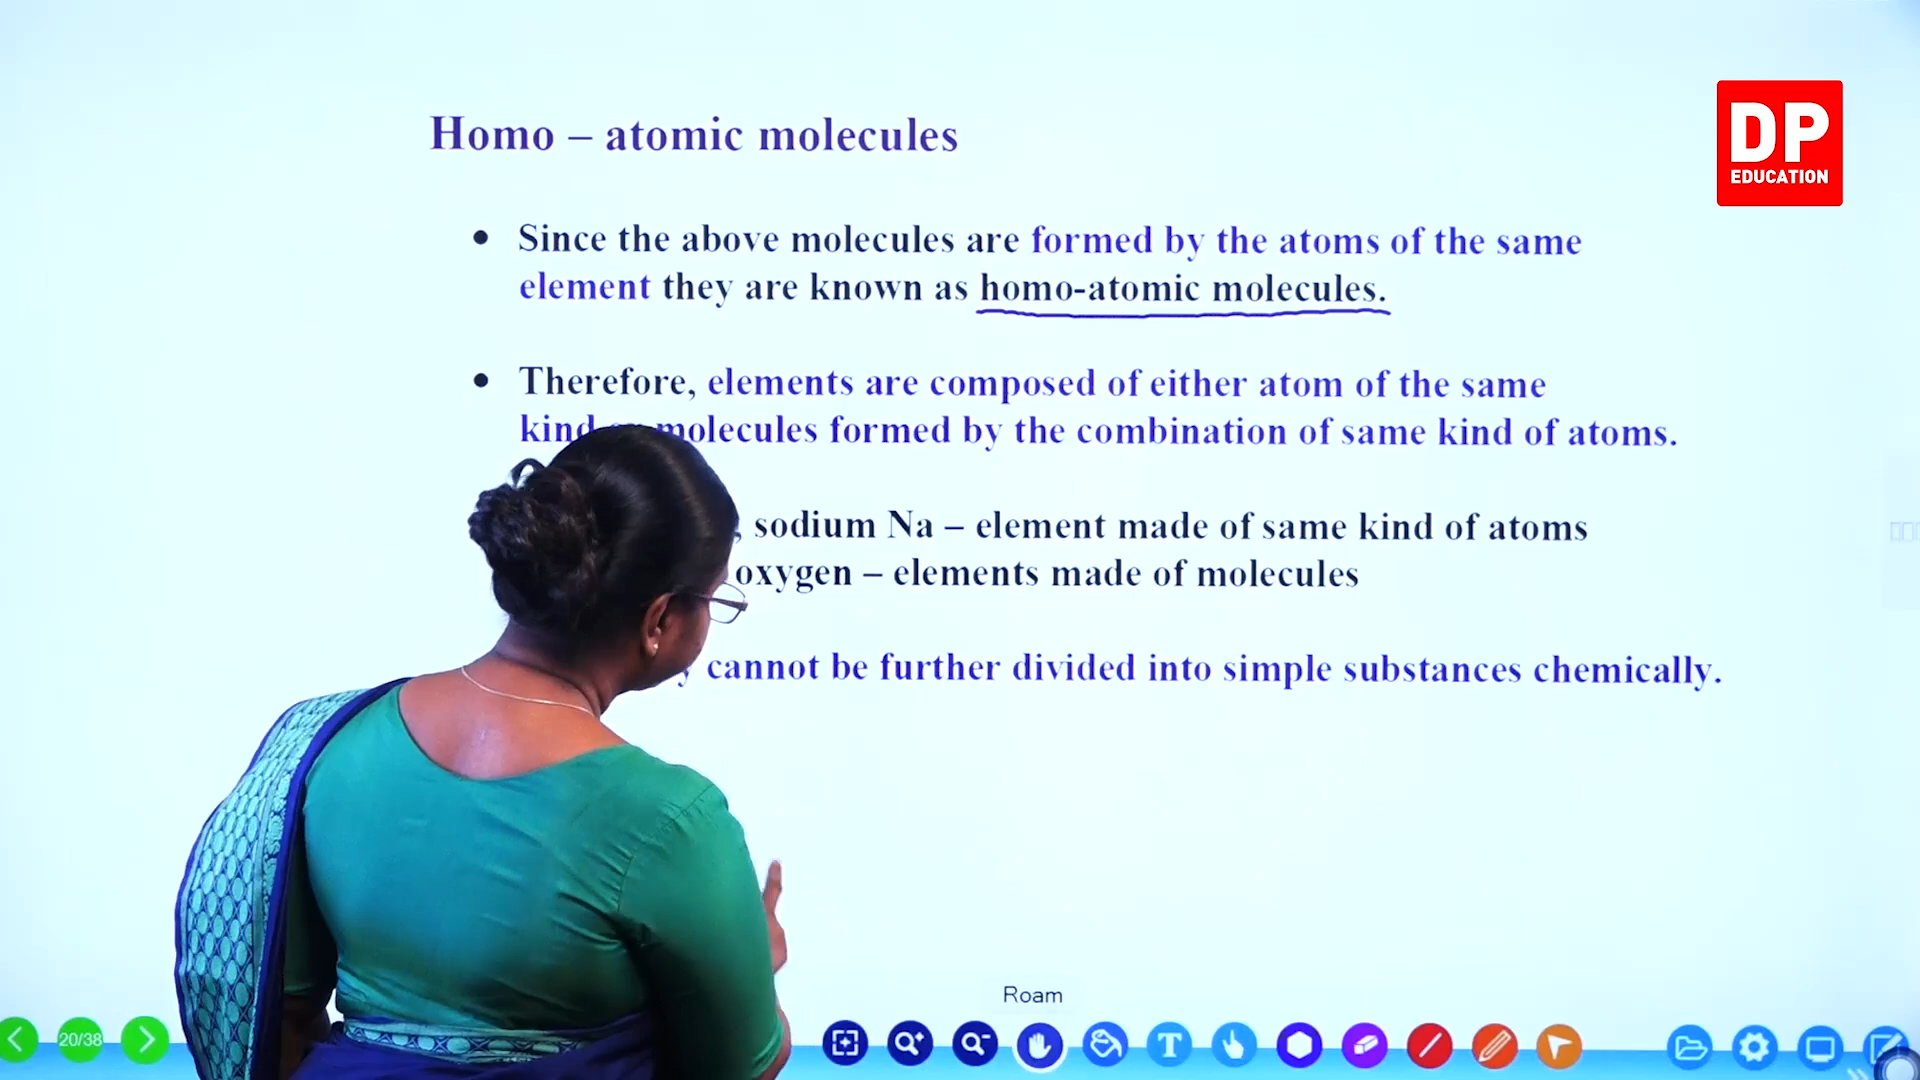 DP
EDUCATION
Homo – atomic molecules
• Since the above molecules are formed by the atoms of the same
element they are known as homo-atomic molecules.
• Therefore, elements are composed of either atom of the same
kind molecules formed by the combination of same kind of atoms.
, sodium Na – element made of same kind of atoms
oxygen – elements made of molecules
cannot be further divided into simple substances chemically.
Roam
20/38
T